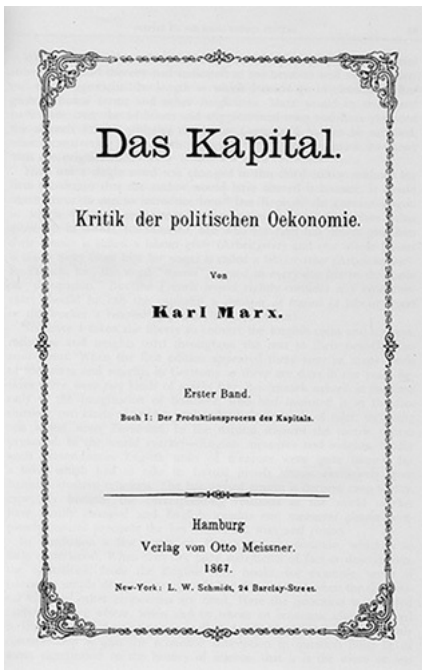 Das Kapital.
Kritik der politischen Oekonomie.
Von
Karl Marx.
Erster Band.
Buch I: Der Produktionsprocess des Kapitals.
Hamburg
Verlag von Otto Meissner.
1867.
New-York: L. W. Schmidt, 24 Barclay-Street.